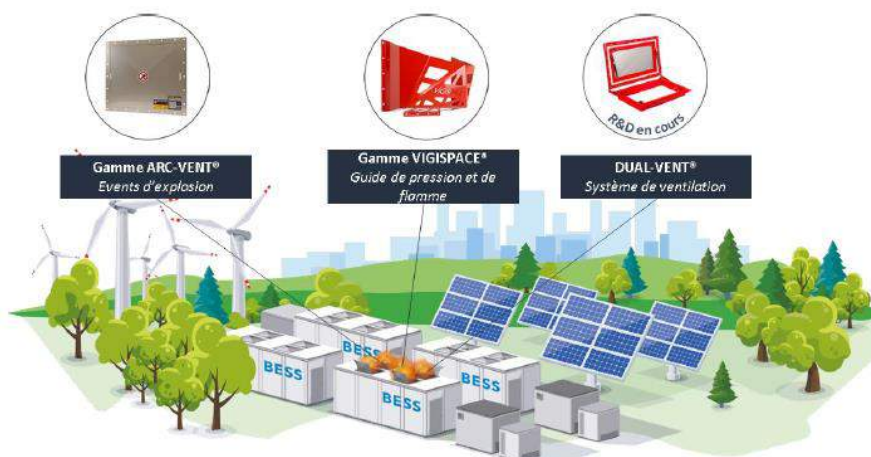 R&D en cours
Gamme ARC-VENT®
Events d'explosion
Gamme VIGISPACE®
Guide de pression et de
flamme
DUAL-VENT®
Système de ventilation
BESS
BESS
BESS